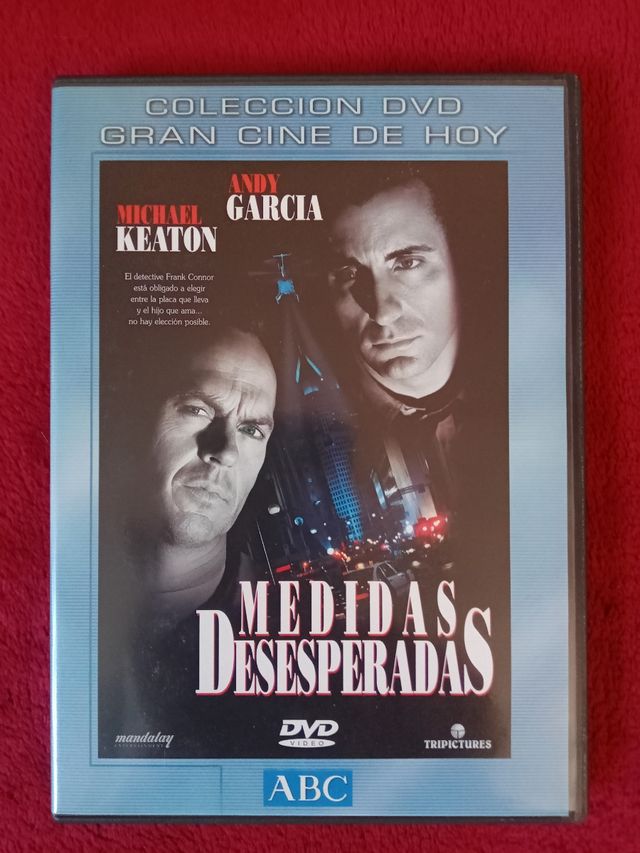 COLECCION DVD
GRAN CINE DE HOY
ANDY
GARCIA
MICHAEL
KEATON
El detective Frank Connor
está obligado a elegir
entre la placa que lleva
y el hijo que ama...
no hay elección posible.
MEDIDAS
DESESPERADAS
mandalay
ENTERTAINMENT
DVD
VIDEO
TRIPICTURES
ABC